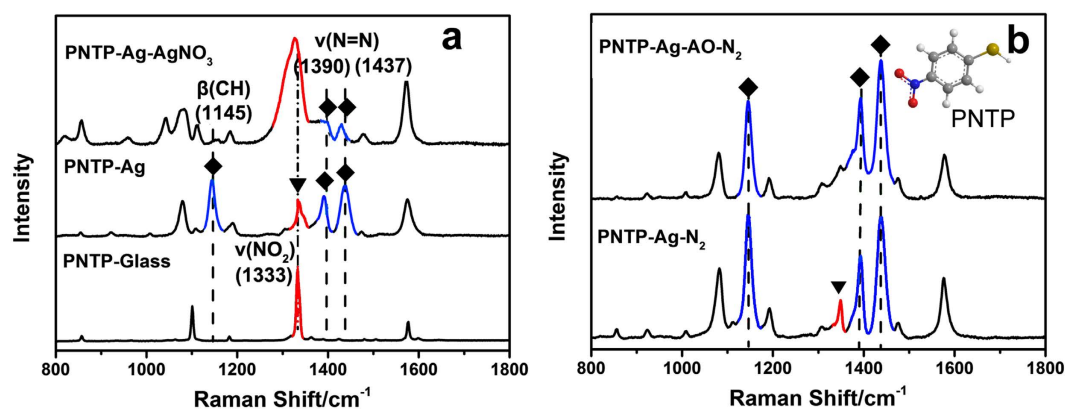 a
PNTP-Ag-AgNO₃
ν(N=N)
(1390) (1437)
β(CH)
(1145)
PNTP-Ag
ν(NO₂)
(1333)
PNTP-Glass
Intensity
800 1000 1200 1400 1600 1800
Raman Shift/cm⁻¹
b
PNTP-Ag-AO-N₂
PNTP
PNTP-Ag-N₂
Intensity
800 1000 1200 1400 1600 1800
Raman Shift/cm⁻¹